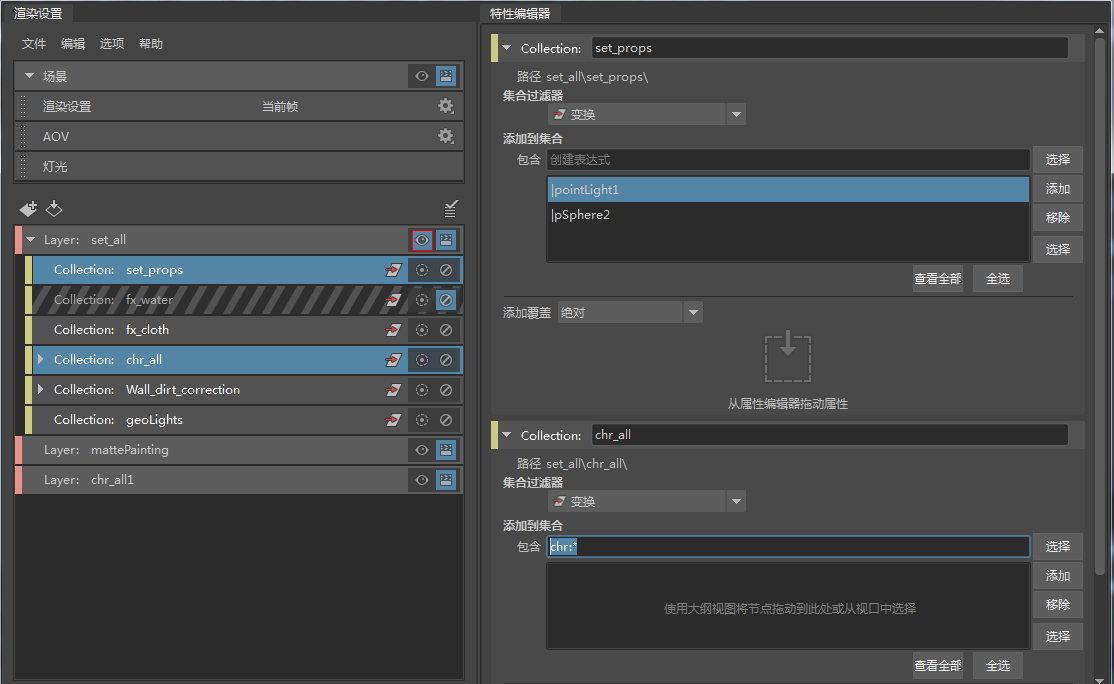 渲染设置
文件 编辑 选项 帮助
场景
渲染设置 当前帧
AOV
灯光
Layer: set_all
Collection: set_props
Collection: fx_water
Collection: fx_cloth
Collection: chr_all
Collection: Wall_dirt_correction
Collection: geoLights
Layer: mattePainting
Layer: chr_all1
特性编辑器
Collection: set_props
路径 set_all\set_props\
集合过滤器
变换
添加到集合
包含 创建表达式 选择
|pointLight1 添加
|pSphere2 移除
选择
查看全部 全选
添加覆盖 绝对
从属性编辑器拖动属性
Collection: chr_all
路径 set_all\chr_all\
集合过滤器
变换
添加到集合
包含 chr:* 选择
添加
使用大纲视图将节点拖动到此处或从视口中选择 移除
选择
查看全部 全选